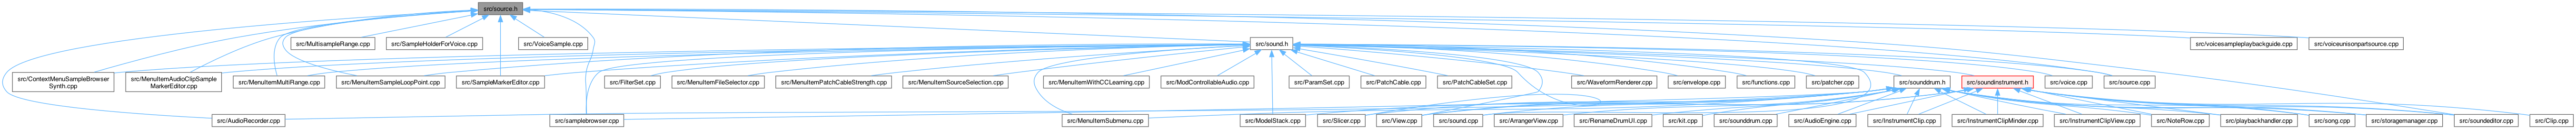 src/source.h
src/MultisampleRange.cpp
src/SampleHolderForVoice.cpp
src/VoiceSample.cpp
src/sound.h
src/voicesampleplaybackguide.cpp
src/voiceunisonpartsource.cpp
src/ContextMenuSampleBrowser
Synth.cpp
src/MenuItemAudioClipSample
MarkerEditor.cpp
src/MenuItemMultiRange.cpp
src/MenuItemSampleLoopPoint.cpp
src/SampleMarkerEditor.cpp
src/FilterSet.cpp
src/MenuItemFileSelector.cpp
src/MenuItemPatchCableStrength.cpp
src/MenuItemSourceSelection.cpp
src/MenuItemWithCCLearning.cpp
src/ModControllableAudio.cpp
src/ParamSet.cpp
src/PatchCable.cpp
src/PatchCableSet.cpp
src/WaveformRenderer.cpp
src/envelope.cpp
src/functions.cpp
src/patcher.cpp
src/sounddrum.h
src/soundinstrument.h
src/voice.cpp
src/source.cpp
src/AudioRecorder.cpp
src/samplebrowser.cpp
src/MenuItemSubmenu.cpp
src/ModelStack.cpp
src/Slicer.cpp
src/View.cpp
src/sound.cpp
src/ArrangerView.cpp
src/RenameDrumUI.cpp
src/kit.cpp
src/sounddrum.cpp
src/AudioEngine.cpp
src/InstrumentClip.cpp
src/InstrumentClipMinder.cpp
src/InstrumentClipView.cpp
src/NoteRow.cpp
src/playbackhandler.cpp
src/song.cpp
src/storagemanager.cpp
src/soundeditor.cpp
src/Clip.cpp